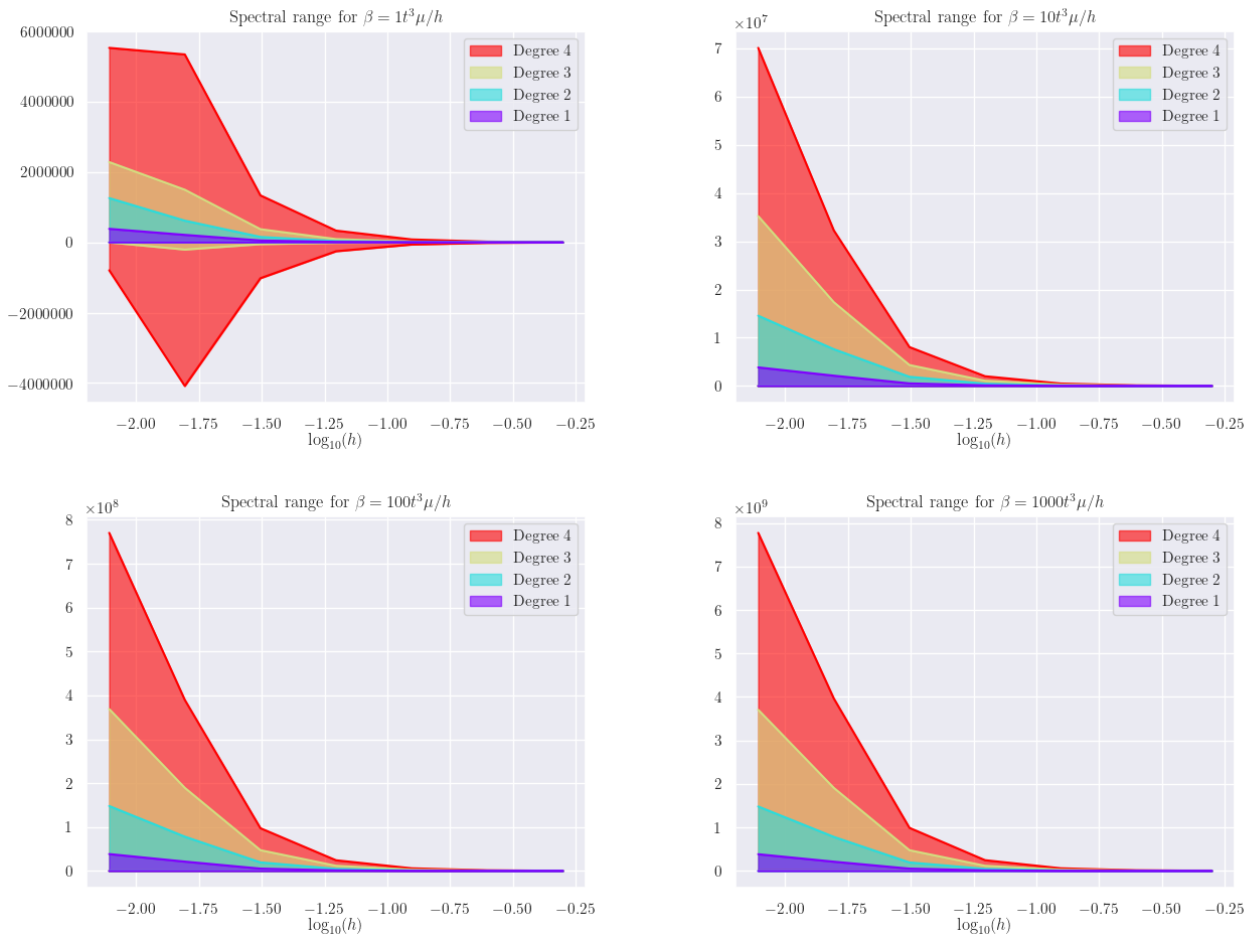 Spectral range for β = 1t³μ/h
6000000
4000000
2000000
0
−2000000
−4000000
−2.00 −1.75 −1.50 −1.25 −1.00 −0.75 −0.50 −0.25
log₁₀(h)
Degree 4
Degree 3
Degree 2
Degree 1
Spectral range for β = 10t³μ/h
×10⁷
7
6
5
4
3
2
1
0
−2.00 −1.75 −1.50 −1.25 −1.00 −0.75 −0.50 −0.25
log₁₀(h)
Degree 4
Degree 3
Degree 2
Degree 1
Spectral range for β = 100t³μ/h
×10⁸
8
7
6
5
4
3
2
1
0
−2.00 −1.75 −1.50 −1.25 −1.00 −0.75 −0.50 −0.25
log₁₀(h)
Degree 4
Degree 3
Degree 2
Degree 1
Spectral range for β = 1000t³μ/h
×10⁹
8
7
6
5
4
3
2
1
0
−2.00 −1.75 −1.50 −1.25 −1.00 −0.75 −0.50 −0.25
log₁₀(h)
Degree 4
Degree 3
Degree 2
Degree 1